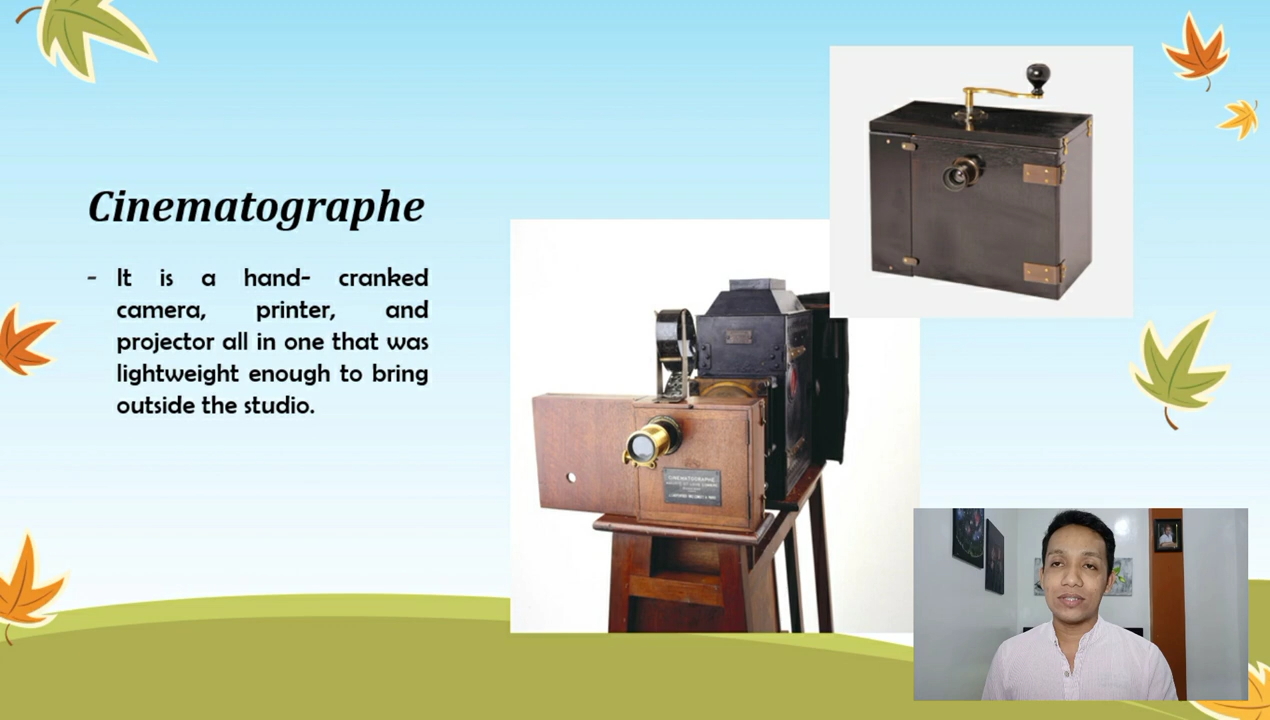 Cinematographe
- It is a hand- cranked
camera, printer, and
projector all in one that was
lightweight enough to bring
outside the studio.
CINEMATOGRAPHE